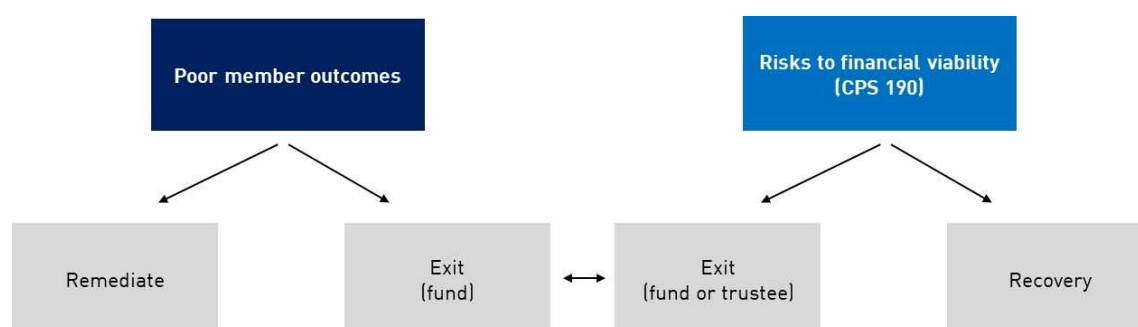 Poor member outcomes
Risks to financial viability
(CPS 190)
Remediate
Exit
(fund)
Exit
(fund or trustee)
Recovery